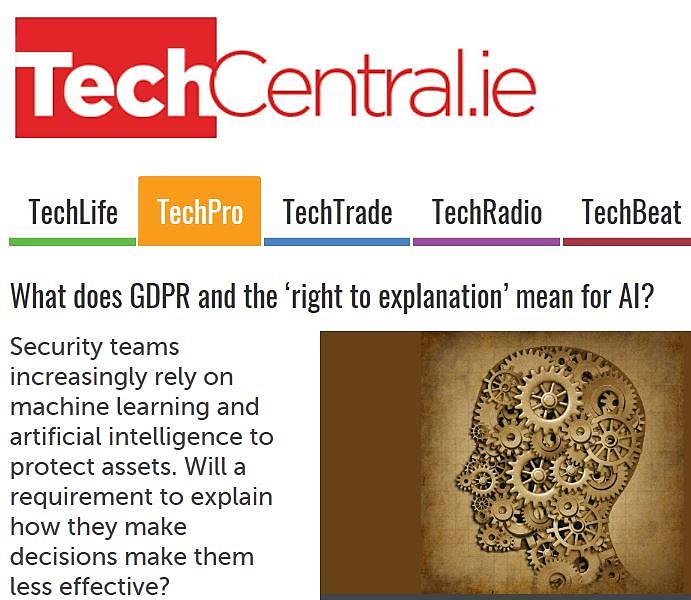 TechCentral.ie
TechLife TechPro TechTrade TechRadio TechBeat
What does GDPR and the ‘right to explanation’ mean for AI?
Security teams
increasingly rely on
machine learning and
artificial intelligence to
protect assets. Will a
requirement to explain
how they make
decisions make them
less effective?